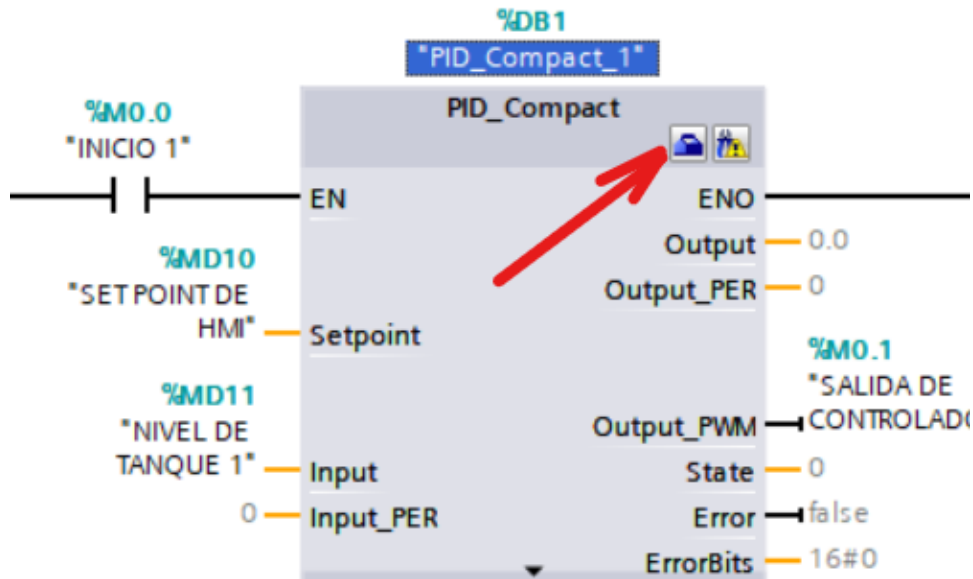 %DB1
"PID_Compact_1"
PID_Compact
%M0.0
"INICIO 1"
EN
ENO
Output
0.0
Output_PER
0
%MD10
"SET POINT DE
HMI"
Setpoint
%M0.1
"SALIDA DE
CONTROLADO
Output_PWM
%MD11
"NIVEL DE
TANQUE 1"
Input
State
0
0
Input_PER
Error
false
ErrorBits
16#0